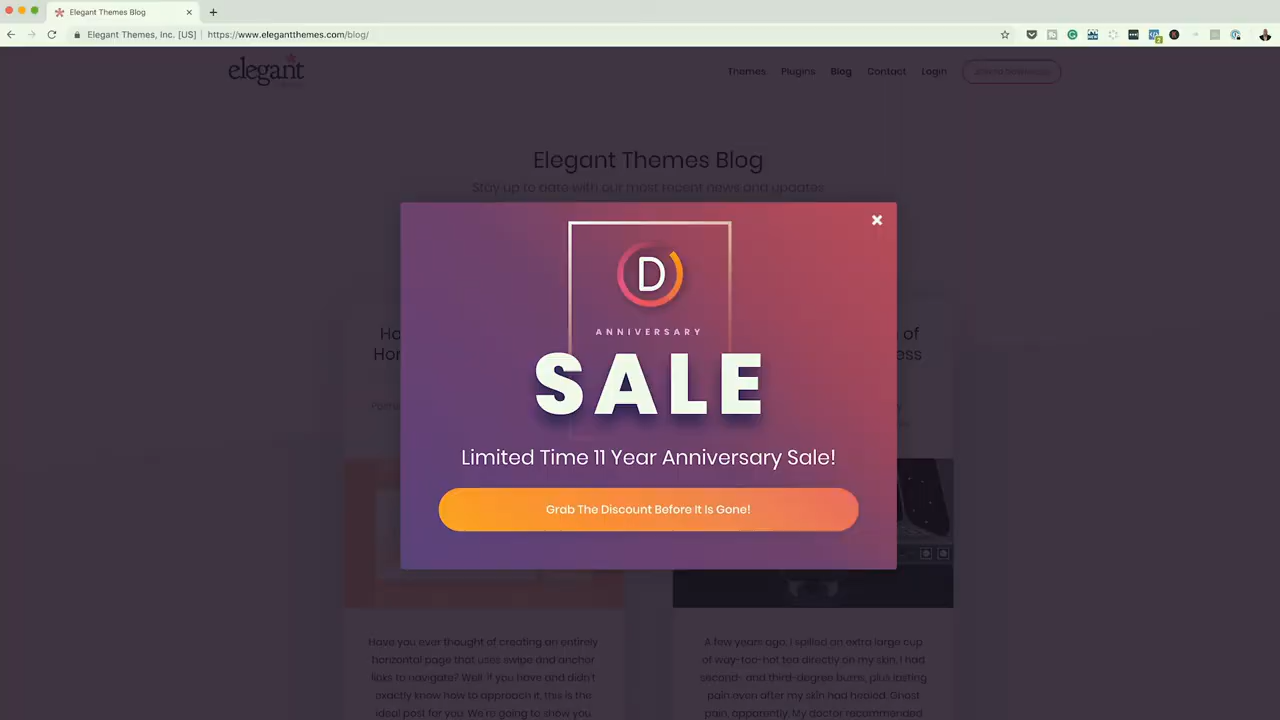 Elegant Themes Blog
Elegant Themes, Inc. [US] | https://www.elegantthemes.com/blog/
elegant
Themes Plugins Blog Contact Login
Elegant Themes Blog
Stay up to date with our most recent news and updates
D
ANNIVERSARY
SALE
Limited Time 11 Year Anniversary Sale!
Grab The Discount Before It Is Gone!
of
Have you ever thought of creating an entirely
horizontal page that uses swipe and anchor
links to navigate? Well, if you have and didn't
exactly know how to approach it, this is the
ideal post for you. We're going to show you
A few years ago, I spilled an extra large cup
of way-too-hot tea directly on my skin. I had
second- and third-degree burns, plus lasting
pain even after my skin had healed. Ghost
pain, apparently. My doctor recommended